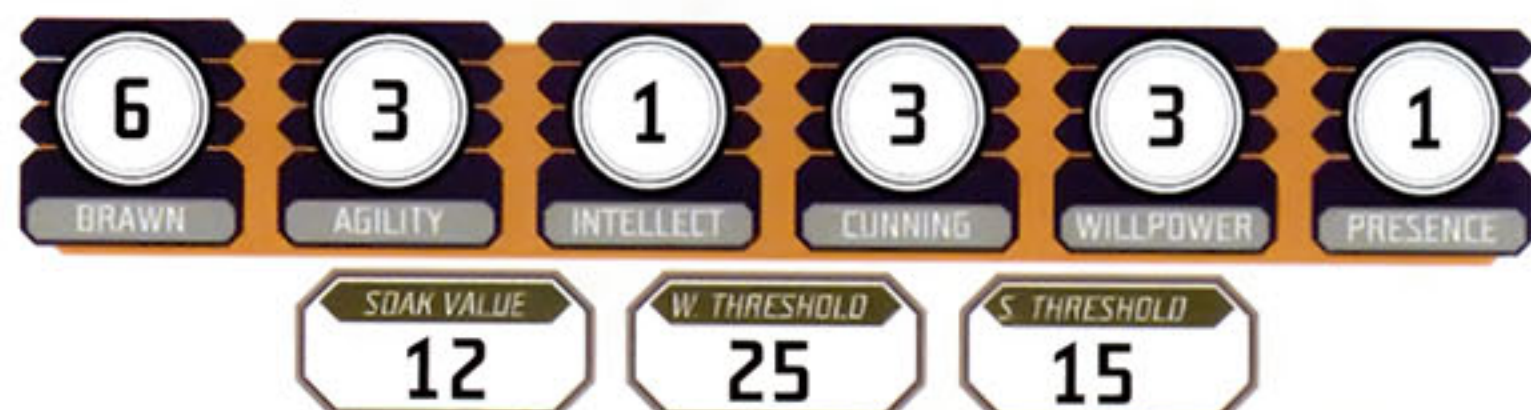 6 3 1 3 3 1
BRAWN AGILITY INTELLECT CUNNING WILLPOWER PRESENCE
SOAK VALUE W. THRESHOLD S. THRESHOLD
12 25 15